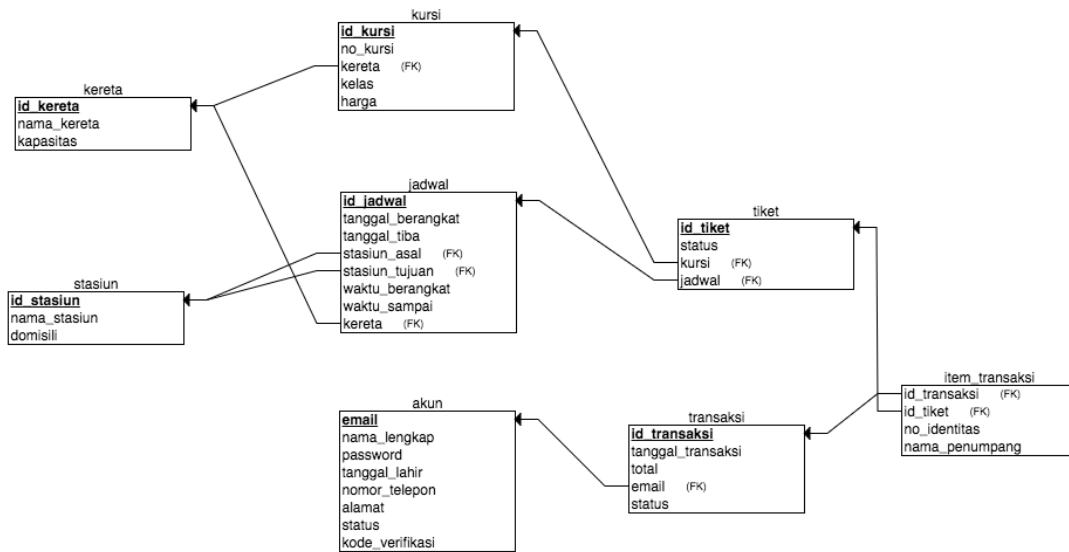 kursi
id_kursi
no_kursi
kereta (FK)
kelas
harga
kereta
id_kereta
nama_kereta
kapasitas
jadwal
id_jadwal
tanggal_berangkat
tanggal_tiba
stasiun_asal (FK)
stasiun_tujuan (FK)
waktu_berangkat
waktu_sampai
kereta (FK)
tiket
id_tiket
status
kursi (FK)
jadwal (FK)
stasiun
id_stasiun
nama_stasiun
domisili
item_transaksi
id_transaksi (FK)
id_tiket (FK)
no_identitas
nama_penumpang
akun
email
nama_lengkap
password
tanggal_lahir
nomor_telepon
alamat
status
kode_verifikasi
transaksi
id_transaksi
tanggal_transaksi
total
email (FK)
status